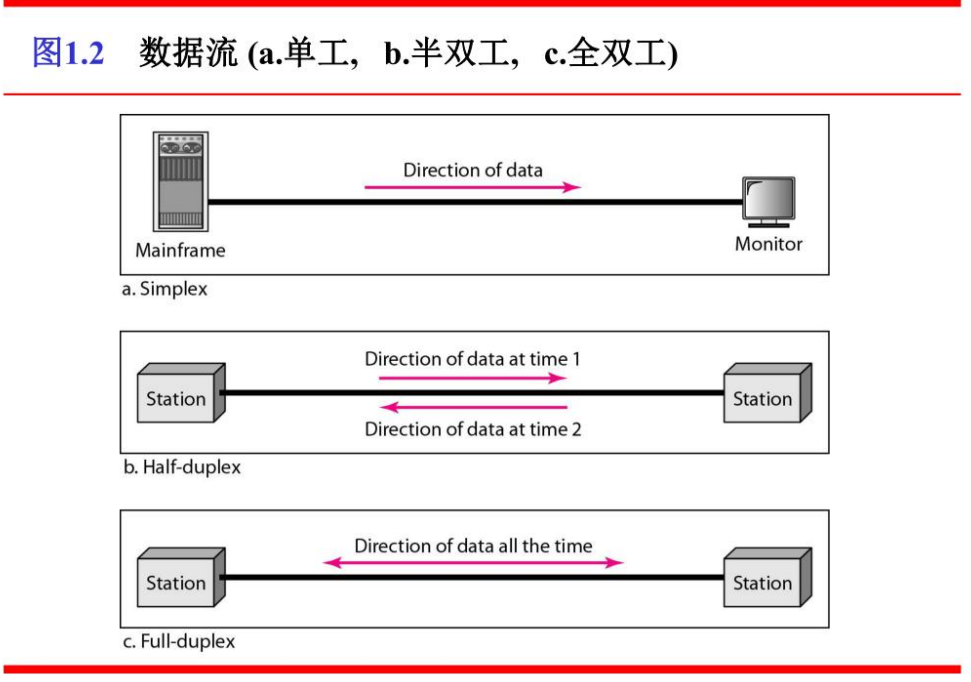 图1.2 数据流 (a.单工, b.半双工, c.全双工)
Direction of data
Mainframe
Monitor
a. Simplex
Direction of data at time 1
Station
Station
Direction of data at time 2
b. Half-duplex
Direction of data all the time
Station
Station
c. Full-duplex